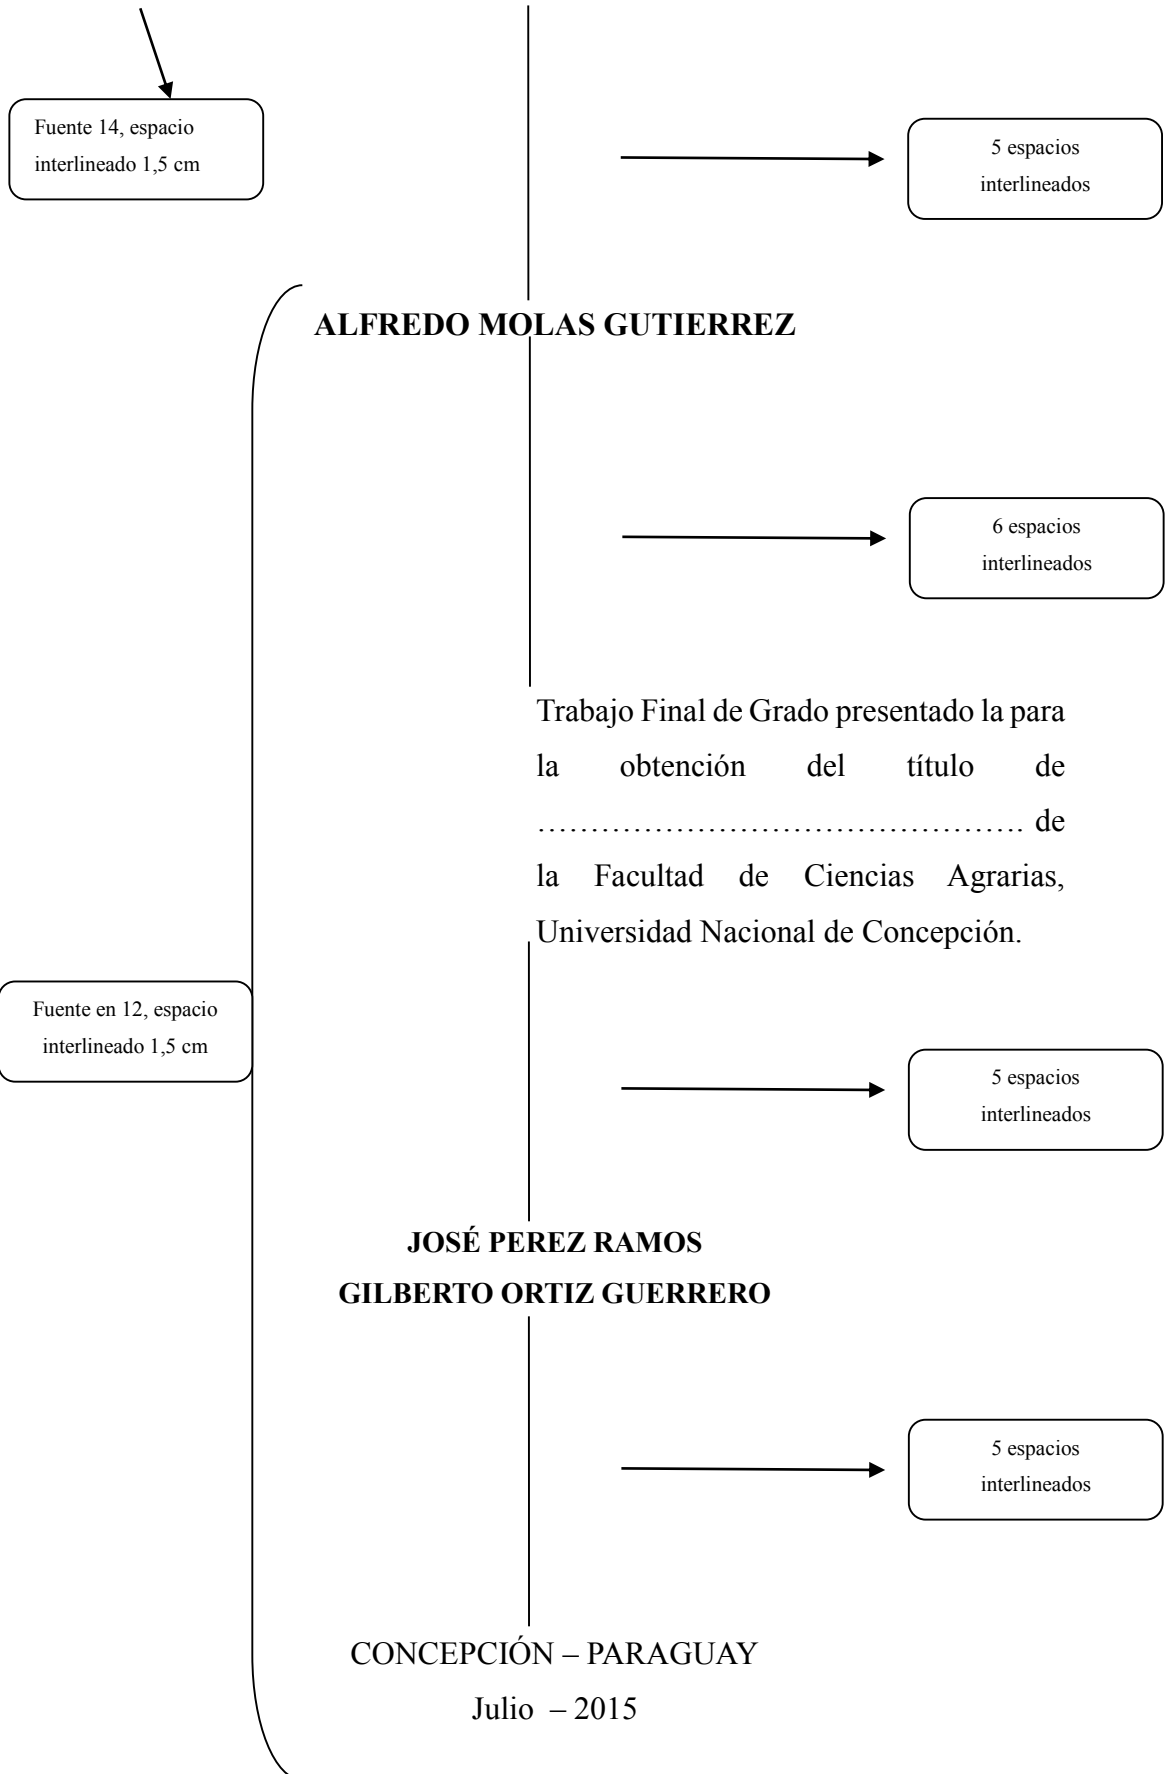 Fuente 14, espacio
interlineado 1,5 cm
5 espacios
interlineados
ALFREDO MOLAS GUTIERREZ
6 espacios
interlineados
Trabajo Final de Grado presentado la para
la obtención del título de
………………………………………. de
la Facultad de Ciencias Agrarias,
Universidad Nacional de Concepción.
Fuente en 12, espacio
interlineado 1,5 cm
5 espacios
interlineados
JOSÉ PEREZ RAMOS
GILBERTO ORTIZ GUERRERO
5 espacios
interlineados
CONCEPCIÓN – PARAGUAY
Julio – 2015